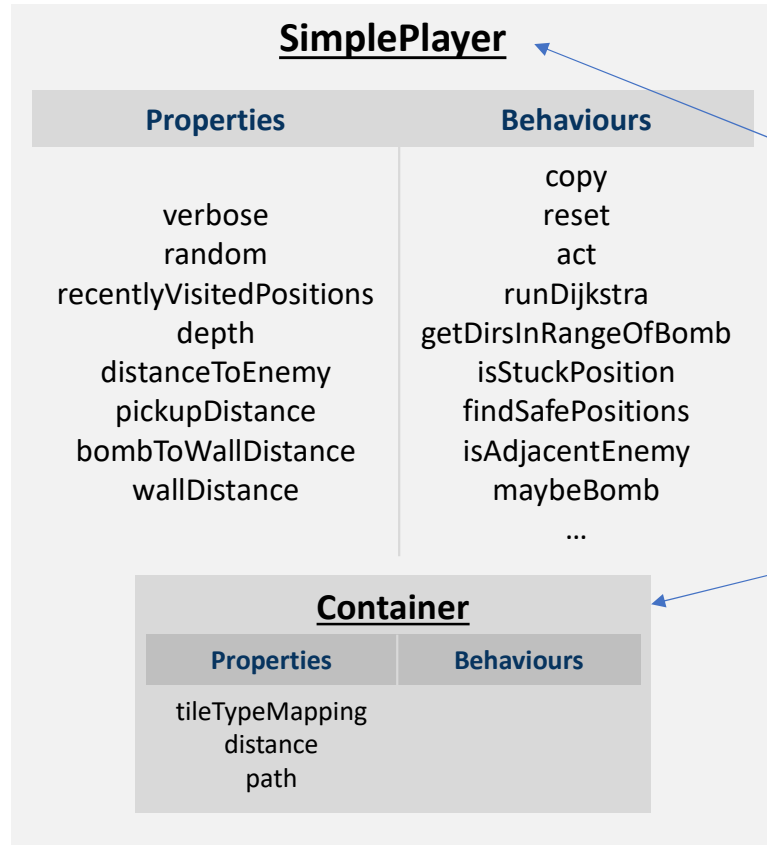 SimplePlayer
Properties
Behaviours
verbose
random
recentlyVisitedPositions
depth
distanceToEnemy
pickupDistance
bombToWallDistance
wallDistance
copy
reset
act
runDijkstra
getDirsInRangeOfBomb
isStuckPosition
findSafePositions
isAdjacentEnemy
maybeBomb
...
Container
Properties
Behaviours
tileTypeMapping
distance
path